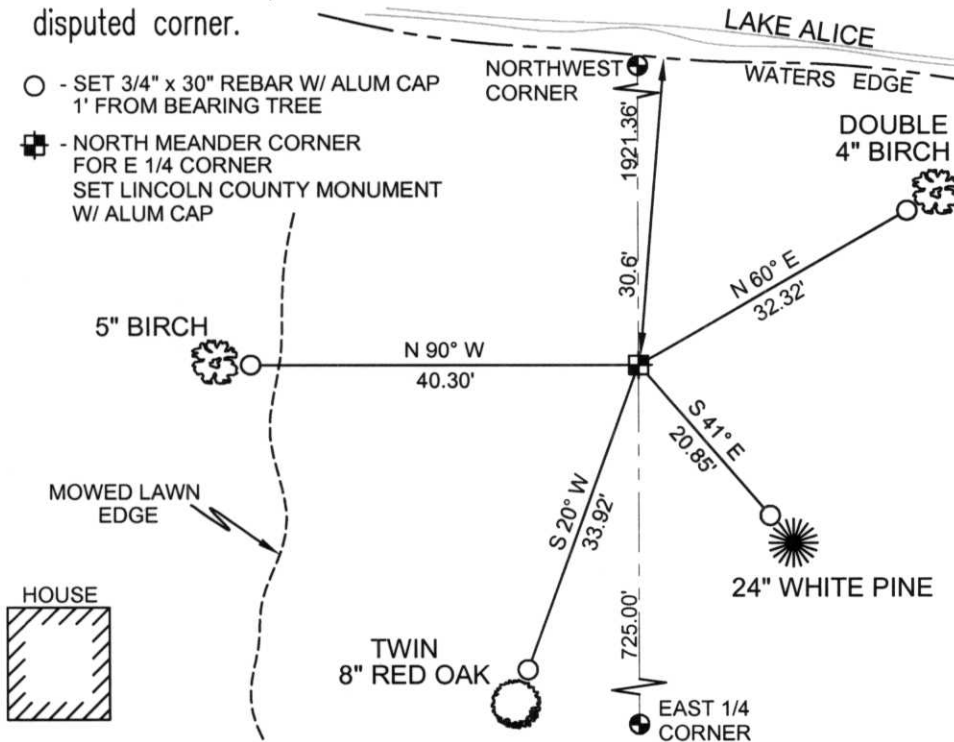 disputed corner.
- SET 3/4" x 30" REBAR W/ ALUM CAP
1' FROM BEARING TREE
- NORTH MEANDER CORNER
FOR E 1/4 CORNER
SET LINCOLN COUNTY MONUMENT
W/ ALUM CAP
LAKE ALICE
WATERS EDGE
NORTHWEST
CORNER
1921.36'
30.6'
DOUBLE
4" BIRCH
N 60° E
32.32'
5" BIRCH
N 90° W
40.30'
S 41° E
20.85'
24" WHITE PINE
MOWED LAWN
EDGE
S 20° W
33.92'
TWIN
8" RED OAK
725.00'
HOUSE
EAST 1/4
CORNER